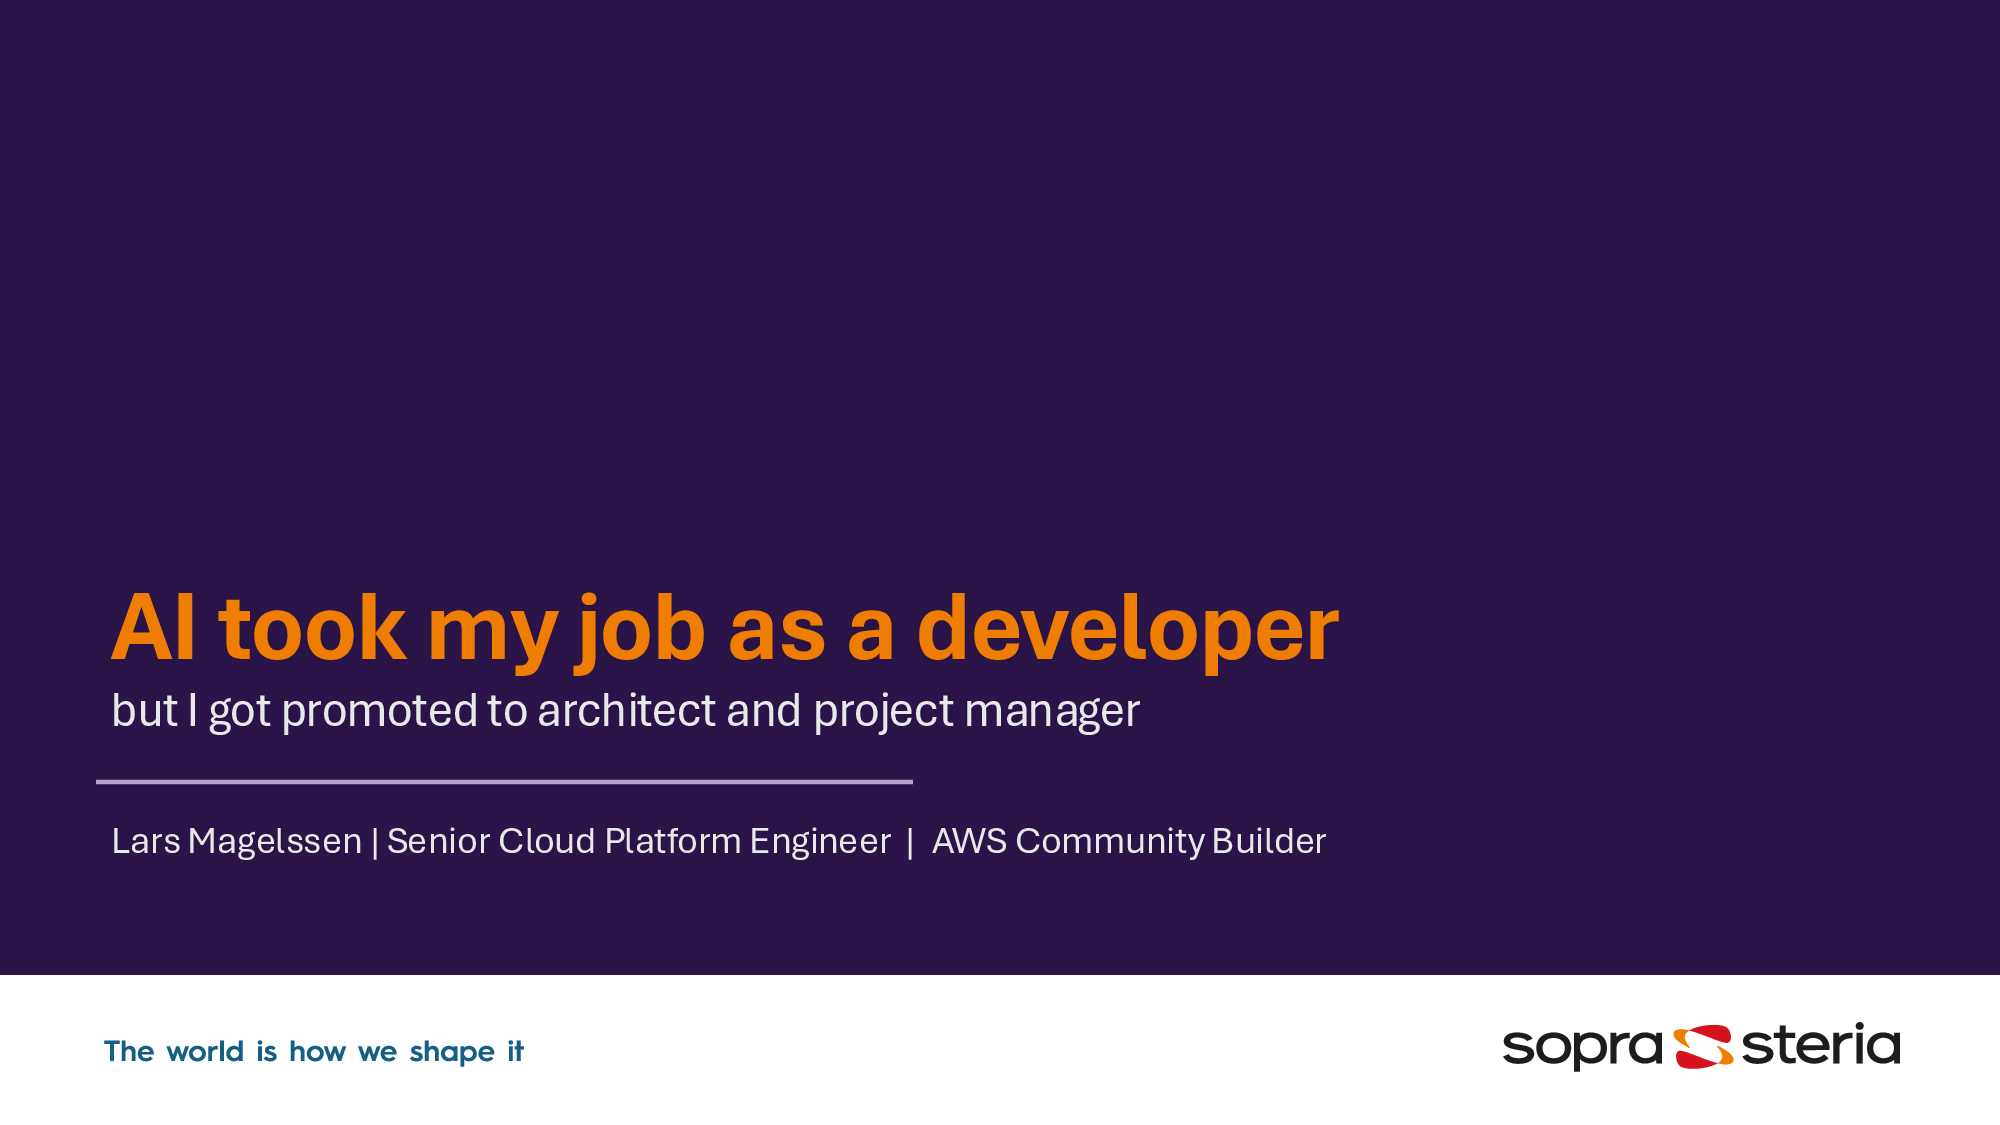 AI took my job as a developer
but I got promoted to architect and project manager
Lars Magelssen | Senior Cloud Platform Engineer | AWS Community Builder
The world is how we shape it
sopra steria